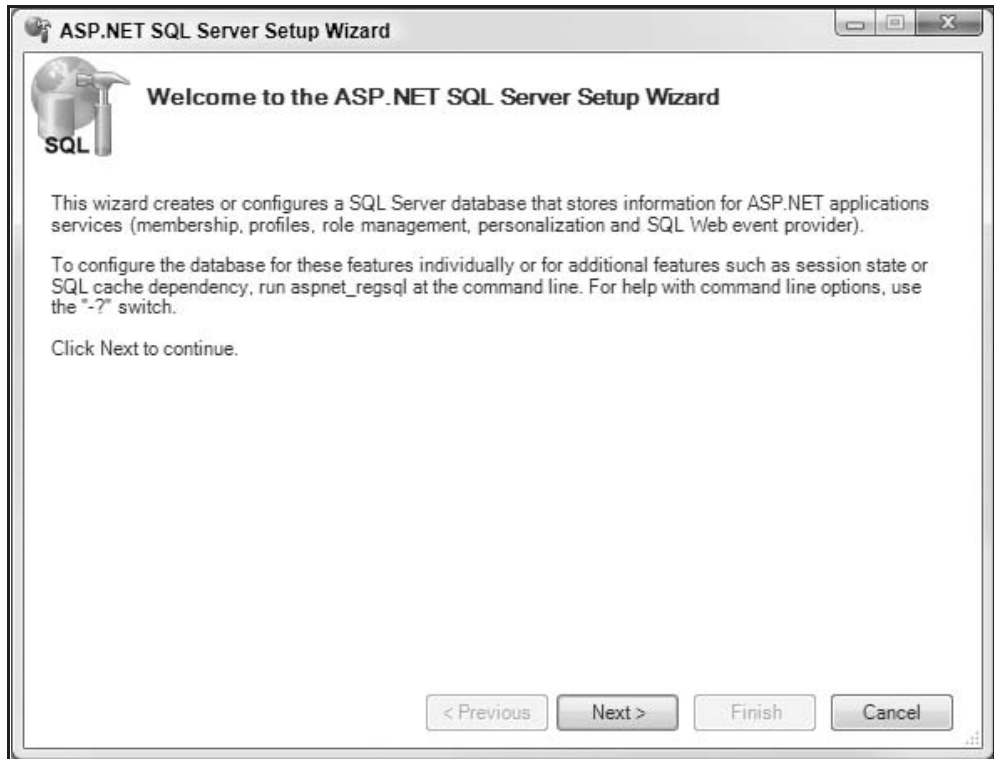 ASP.NET SQL Server Setup Wizard
Welcome to the ASP.NET SQL Server Setup Wizard
SQL
This wizard creates or configures a SQL Server database that stores information for ASP.NET applications
services (membership, profiles, role management, personalization and SQL Web event provider).
To configure the database for these features individually or for additional features such as session state or
SQL cache dependency, run aspnet_regsql at the command line. For help with command line options, use
the "-?" switch.
Click Next to continue.
< Previous Next > Finish Cancel